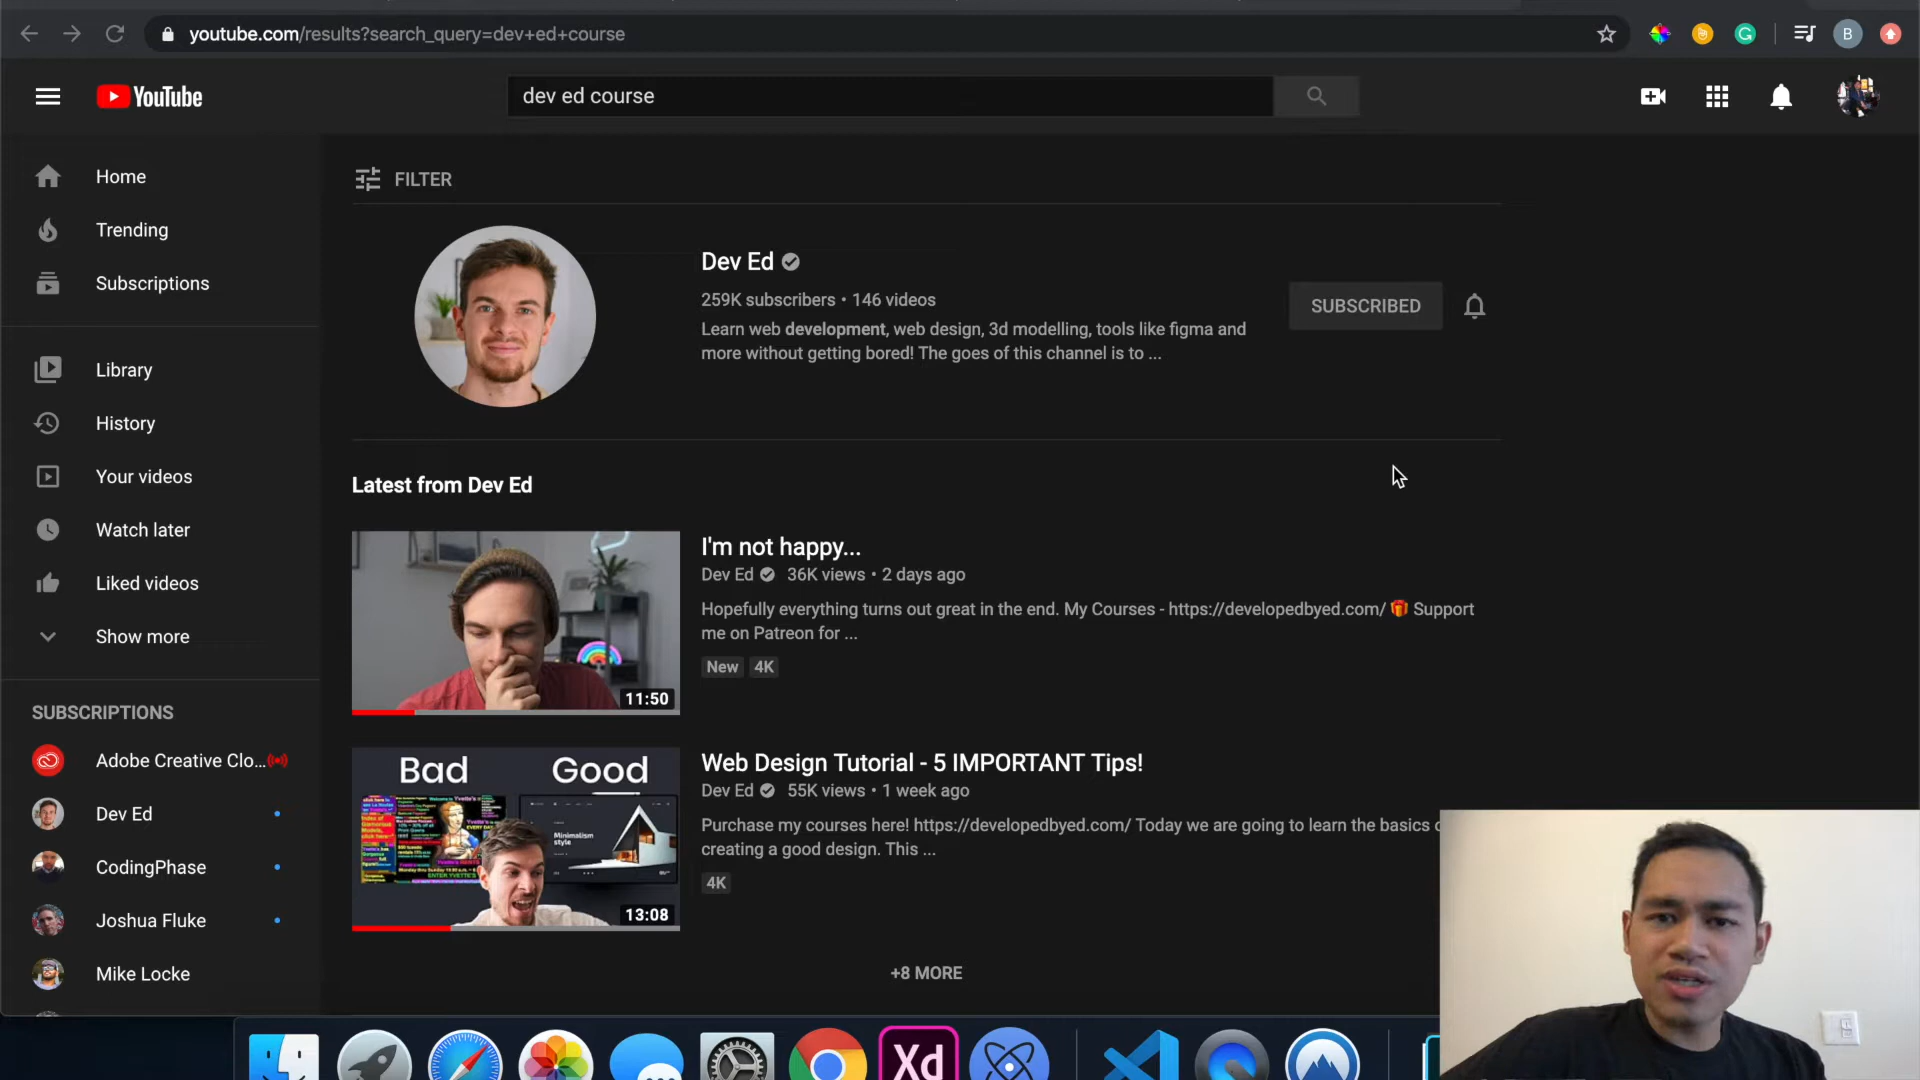 youtube.com/results?search_query=dev+ed+course
B
YouTube
dev ed course
Home
Trending
Subscriptions
Library
History
Your videos
Watch later
Liked videos
Show more
SUBSCRIPTIONS
Adobe Creative Clo...
Dev Ed
CodingPhase
Joshua Fluke
Mike Locke
FILTER
Dev Ed
259K subscribers • 146 videos
Learn web development, web design, 3d modelling, tools like figma and
more without getting bored! The goes of this channel is to ...
SUBSCRIBED
Latest from Dev Ed
11:50
I'm not happy...
Dev Ed 36K views • 2 days ago
Hopefully everything turns out great in the end. My Courses - https://developedbyed.com/ 🎁 Support
me on Patreon for ...
New 4K
Bad Good
Minimalism
style
13:08
Web Design Tutorial - 5 IMPORTANT Tips!
Dev Ed 55K views • 1 week ago
Purchase my courses here! https://developedbyed.com/ Today we are going to learn the basics
creating a good design. This ...
4K
+8 MORE
Xd